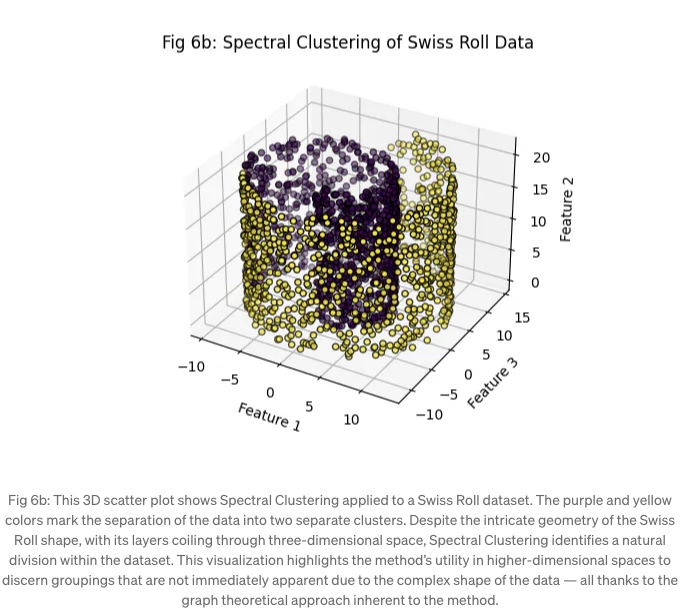 Fig 6b: Spectral Clustering of Swiss Roll Data
20
15
10
5
0
Feature 2
15
10
5
0
−5
−10
Feature 3
−10
−5
0
5
10
Feature 1
Fig 6b: This 3D scatter plot shows Spectral Clustering applied to a Swiss Roll dataset. The purple and yellow
colors mark the separation of the data into two separate clusters. Despite the intricate geometry of the Swiss
Roll shape, with its layers coiling through three-dimensional space, Spectral Clustering identifies a natural
division within the dataset. This visualization highlights the method’s utility in higher-dimensional spaces to
discern groupings that are not immediately apparent due to the complex shape of the data — all thanks to the
graph theoretical approach inherent to the method.